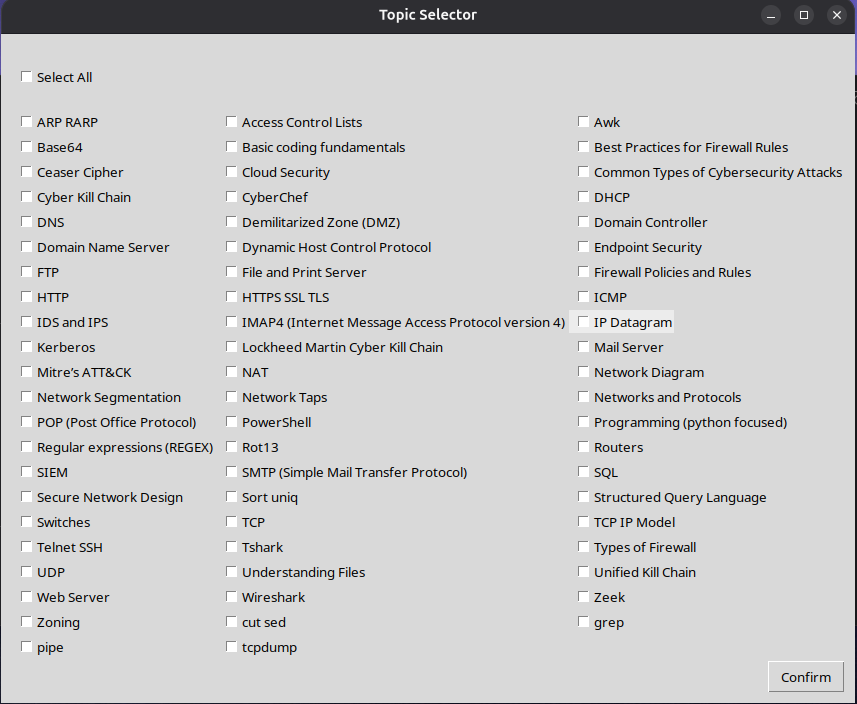 Topic Selector
Select All
ARP RARP Access Control Lists Awk
Base64 Basic coding fundamentals Best Practices for Firewall Rules
Ceaser Cipher Cloud Security Common Types of Cybersecurity Attacks
Cyber Kill Chain CyberChef DHCP
DNS Demilitarized Zone (DMZ) Domain Controller
Domain Name Server Dynamic Host Control Protocol Endpoint Security
FTP File and Print Server Firewall Policies and Rules
HTTP HTTPS SSL TLS ICMP
IDS and IPS IMAP4 (Internet Message Access Protocol version 4) IP Datagram
Kerberos Lockheed Martin Cyber Kill Chain Mail Server
Mitre’s ATT&CK NAT Network Diagram
Network Segmentation Network Taps Networks and Protocols
POP (Post Office Protocol) PowerShell Programming (python focused)
Regular expressions (REGEX) Rot13 Routers
SIEM SMTP (Simple Mail Transfer Protocol) SQL
Secure Network Design Sort uniq Structured Query Language
Switches TCP TCP IP Model
Telnet SSH Tshark Types of Firewall
UDP Understanding Files Unified Kill Chain
Web Server Wireshark Zeek
Zoning cut sed grep
pipe tcpdump
Confirm